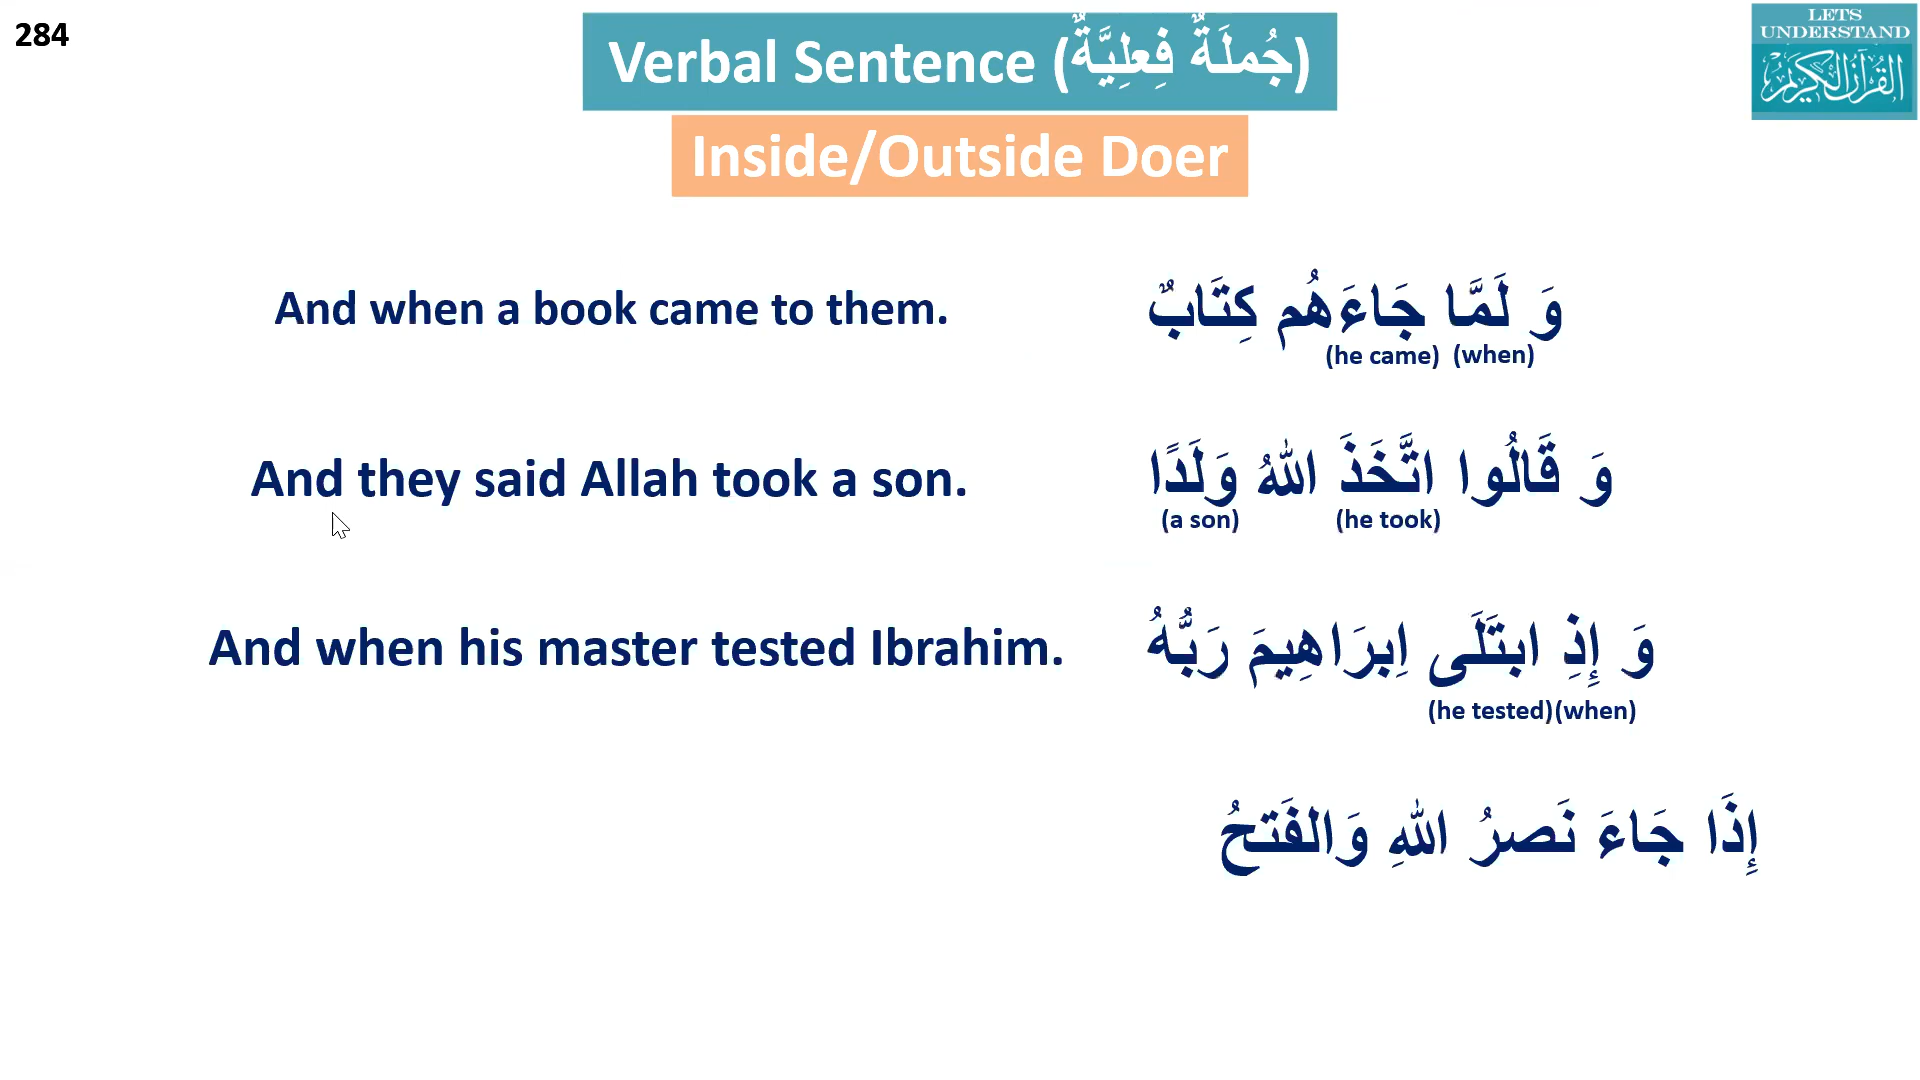 284
Verbal Sentence (جُملَةٌ فِعلِيَّةٌ)
LETS
UNDERSTAND
القرآن الكريم
Inside/Outside Doer
And when a book came to them.
وَ لَمَّا جَاءَهُم كِتَابٌ
(he came) (when)
And they said Allah took a son.
وَ قَالُوا اتَّخَذَ اللهُ وَلَدًا
(a son) (he took)
And when his master tested Ibrahim.
وَ إِذِ ابتَلَى اِبرَاهِيمَ رَبُّهُ
(he tested) (when)
إِذَا جَاءَ نَصرُ اللهِ وَالفَتحُ